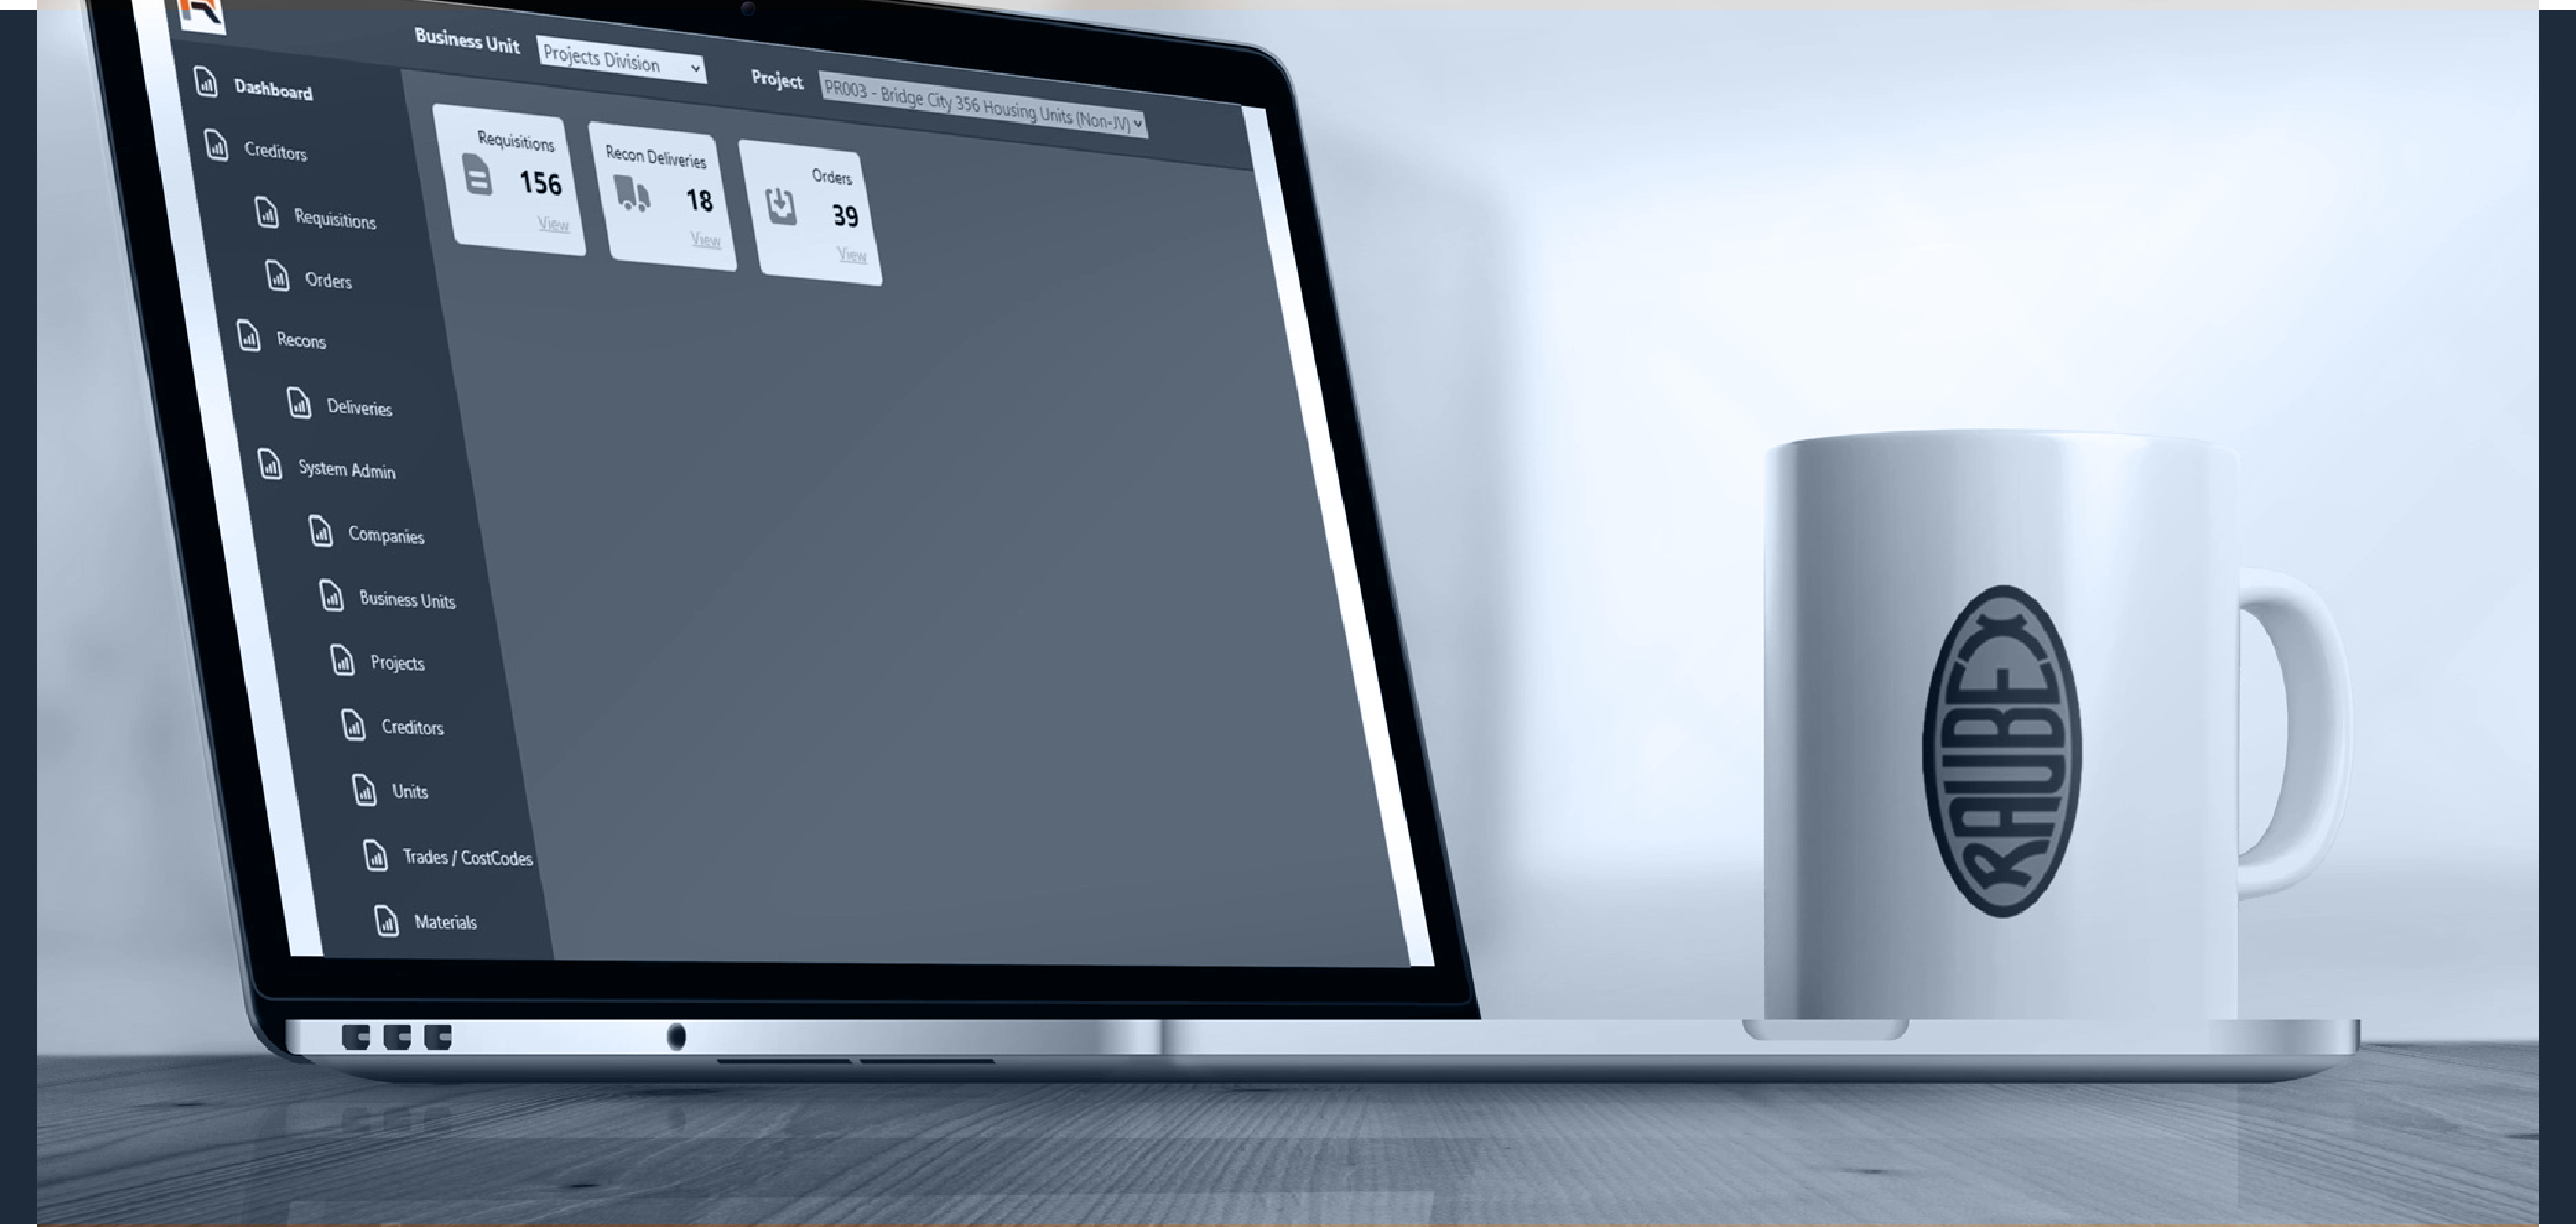 Business Unit
Projects Division
Project
PR003 - Bridge City 356 Housing Units (Non-JV)
Dashboard
Creditors
Requisitions
Orders
Recons
Deliveries
System Admin
Companies
Business Units
Projects
Creditors
Units
Trades / CostCodes
Materials
Requisitions
156
View
Recon Deliveries
18
View
Orders
39
View
RAUBEX